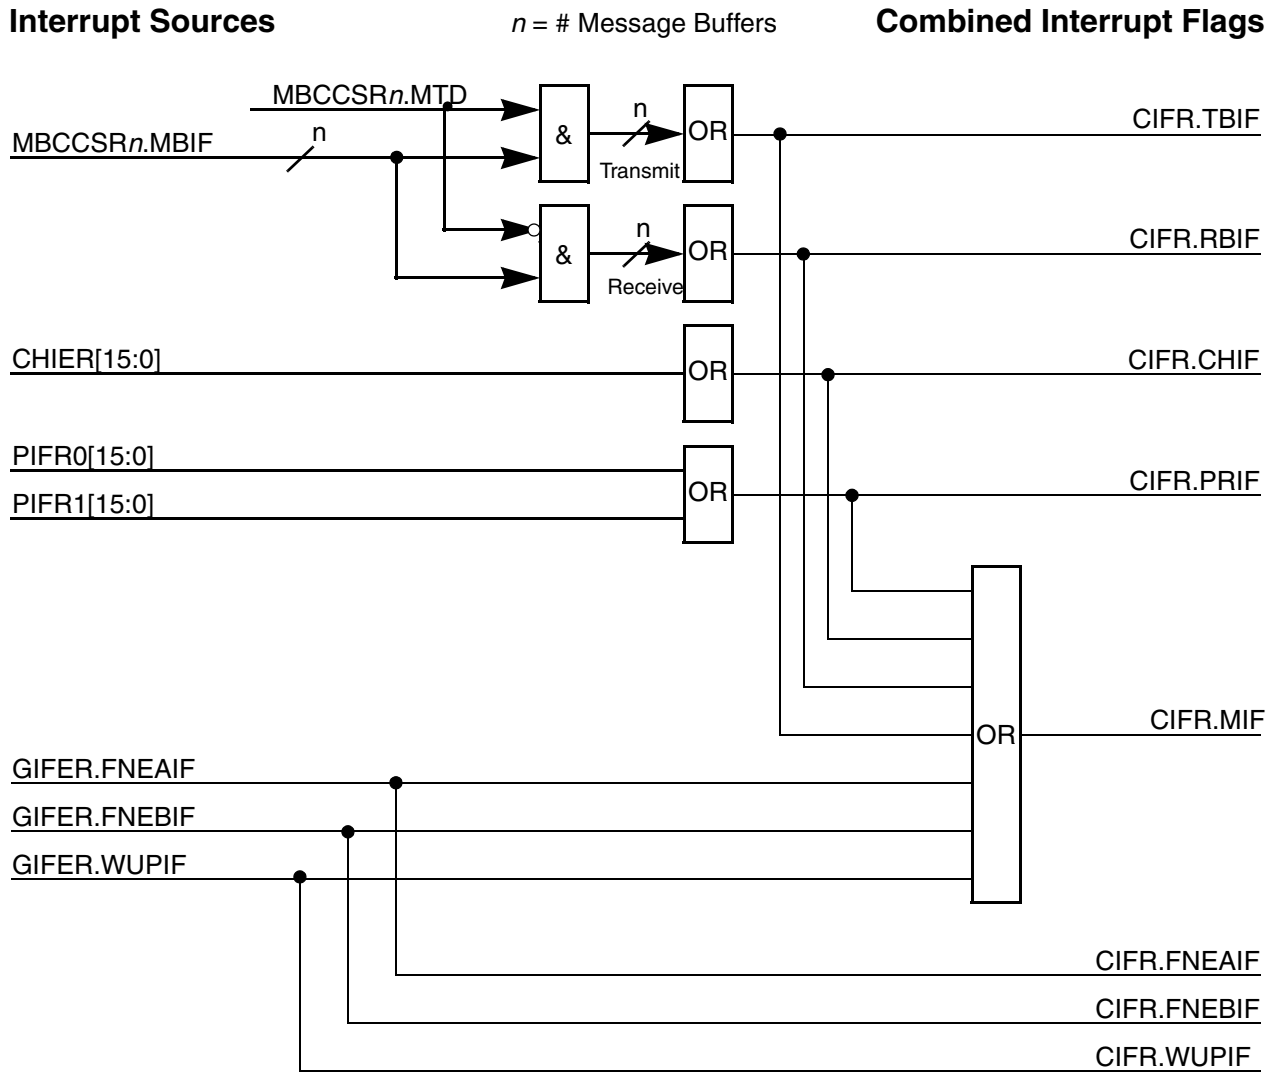 Interrupt Sources
n = # Message Buffers
Combined Interrupt Flags
MBCCSRn.MTD
MBCCSRn.MBIF
n
&
n
Transmit
OR
CIFR.TBIF
&
n
Receive
OR
CIFR.RBIF
CHIER[15:0]
OR
CIFR.CHIF
PIFR0[15:0]
PIFR1[15:0]
OR
CIFR.PRIF
OR
CIFR.MIF
GIFER.FNEAIF
GIFER.FNEBIF
GIFER.WUPIF
CIFR.FNEAIF
CIFR.FNEBIF
CIFR.WUPIF